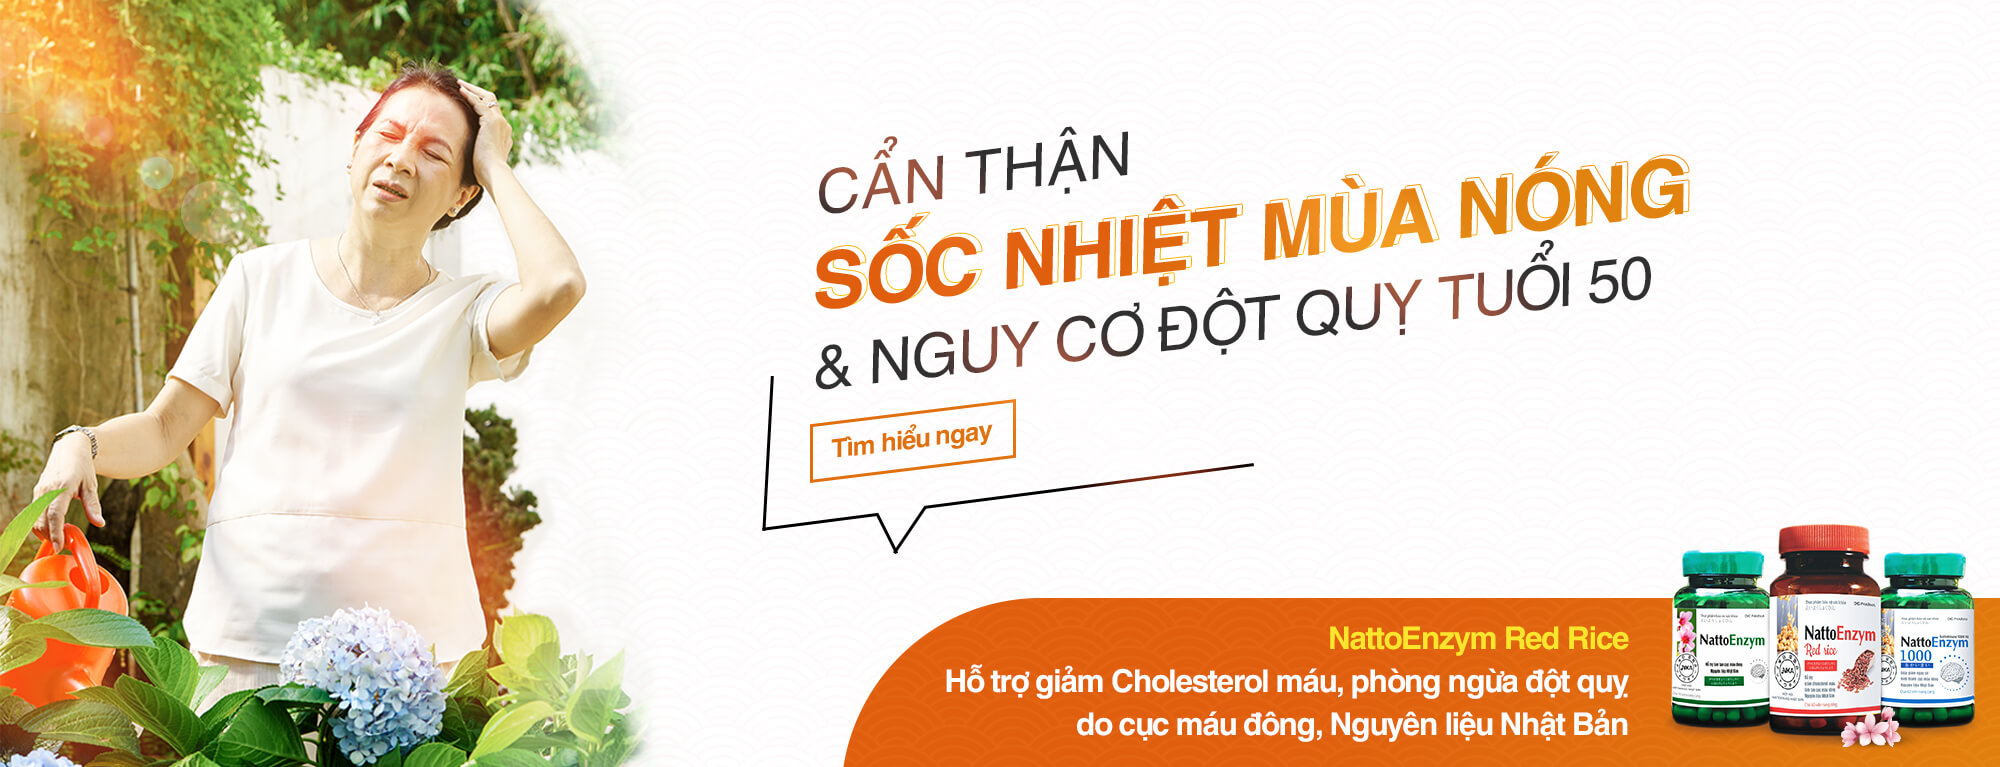 CẨN THẬN
SỐC NHIỆT MÙA NÓNG
& NGUY CƠ ĐỘT QUỴ TUỔI 50
Tìm hiểu ngay
NattoEnzym Red Rice
Hỗ trợ giảm Cholesterol máu, phòng ngừa đột quỵ
do cục máu đông, Nguyên liệu Nhật Bản
NattoEnzym
NattoEnzym
Red rice
NattoEnzym
1000